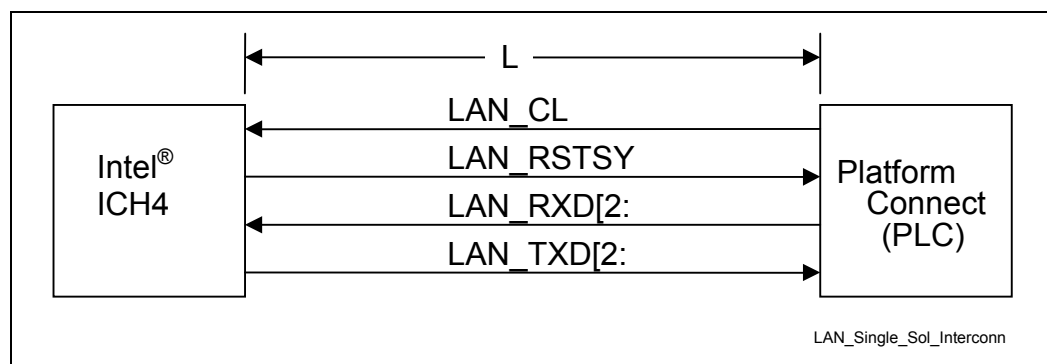 L
LAN_CL
LAN_RSTSY
LAN_RXD[2:
LAN_TXD[2:
Intel®
ICH4
Platform
Connect
(PLC)
LAN_Single_Sol_Interconn